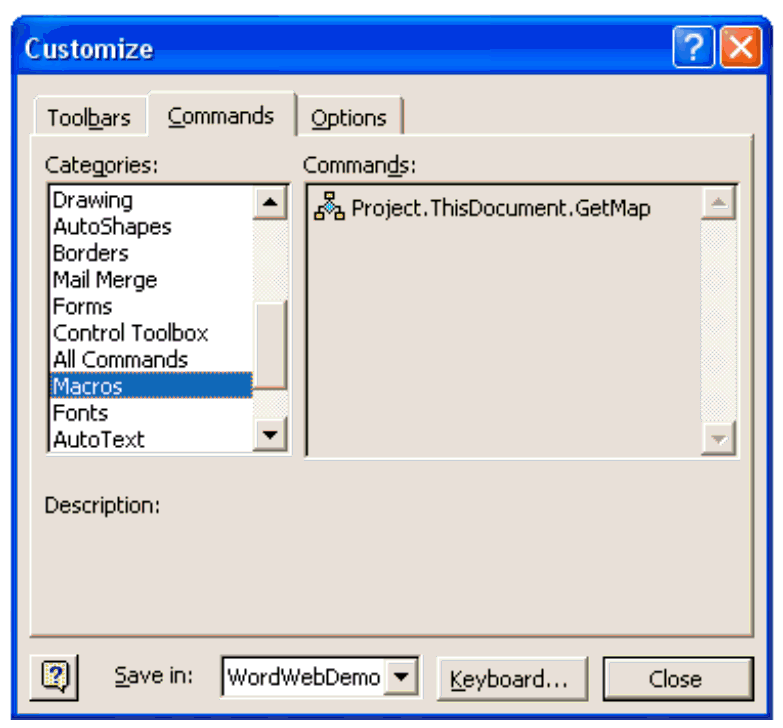 Customize
Toolbars Commands Options
Categories: Commands:
Drawing
AutoShapes
Borders
Mail Merge
Forms
Control Toolbox
All Commands
Macros
Fonts
AutoText
Project.ThisDocument.GetMap
Description:
Save in: WordWebDemo Keyboard... Close